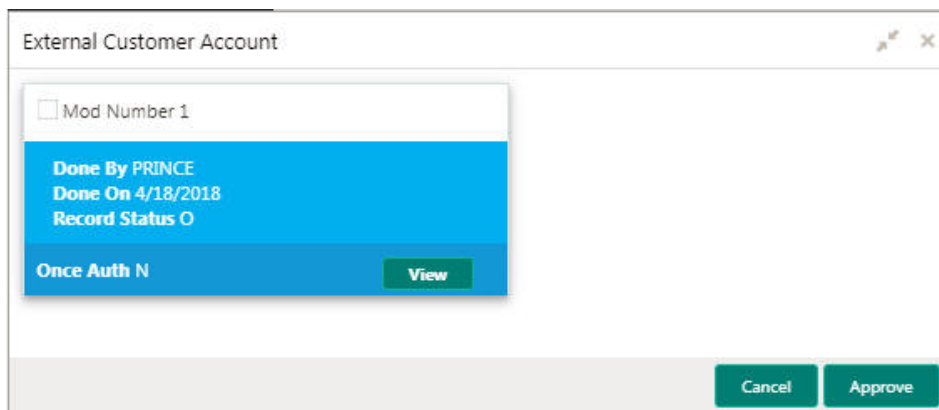 External Customer Account
Mod Number 1
Done By PRINCE
Done On 4/18/2018
Record Status O
Once Auth N View
Cancel Approve